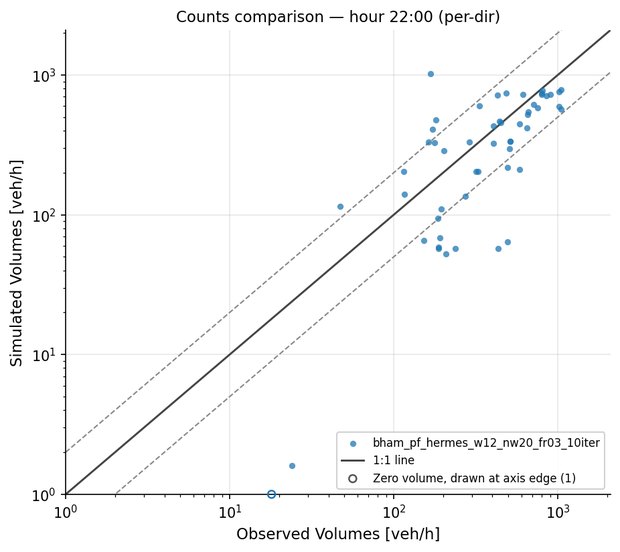 Counts comparison — hour 22:00 (per-dir)
Simulated Volumes [veh/h]
10³
10²
10¹
10⁰
10⁰
10¹
10²
10³
Observed Volumes [veh/h]
bham_pf_hermes_w12_nw20_fr03_10iter
1:1 line
Zero volume, drawn at axis edge (1)